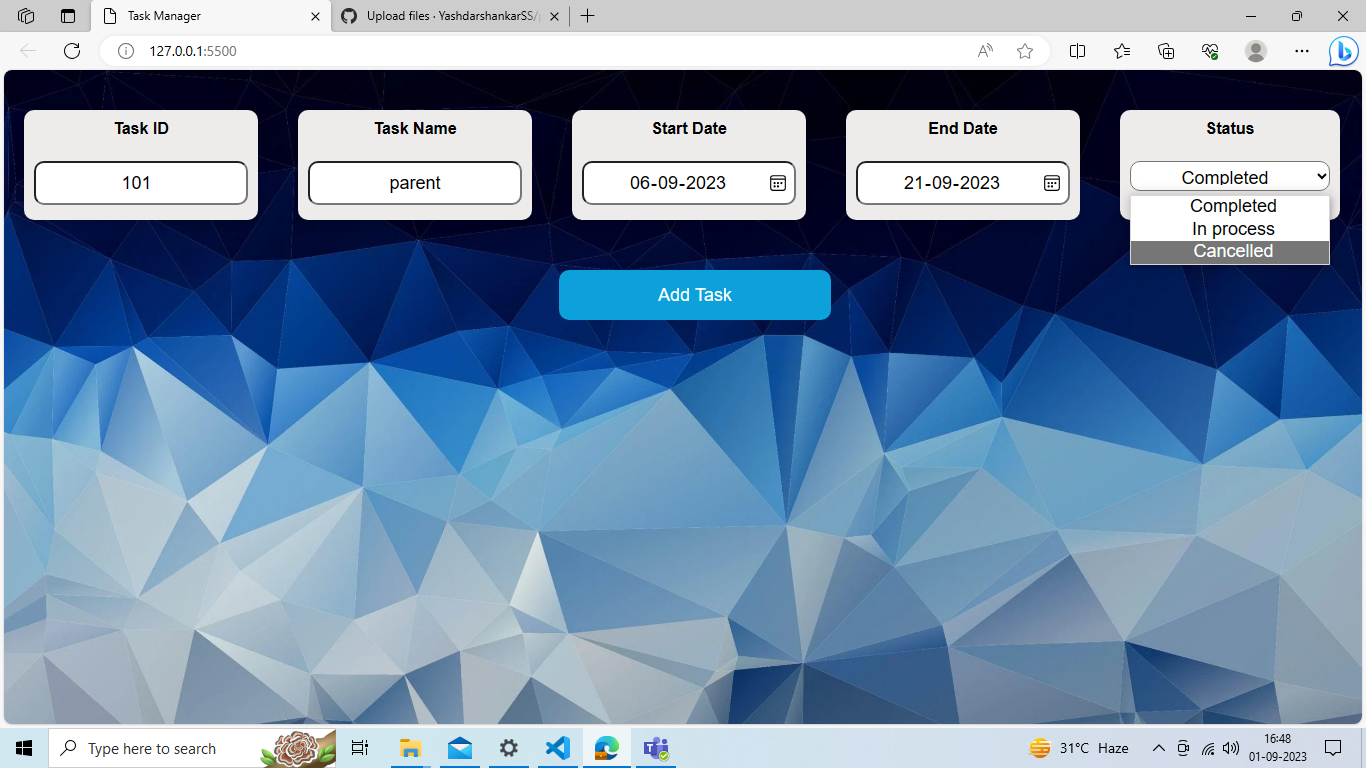 Task Manager
Upload files · YashdarshankarSS/
127.0.0.1:5500
Task ID
Task Name
Start Date
End Date
Status
101
parent
06-09-2023
21-09-2023
Completed
Completed
In process
Cancelled
Add Task
Type here to search
31°C Haze
16:48
01-09-2023